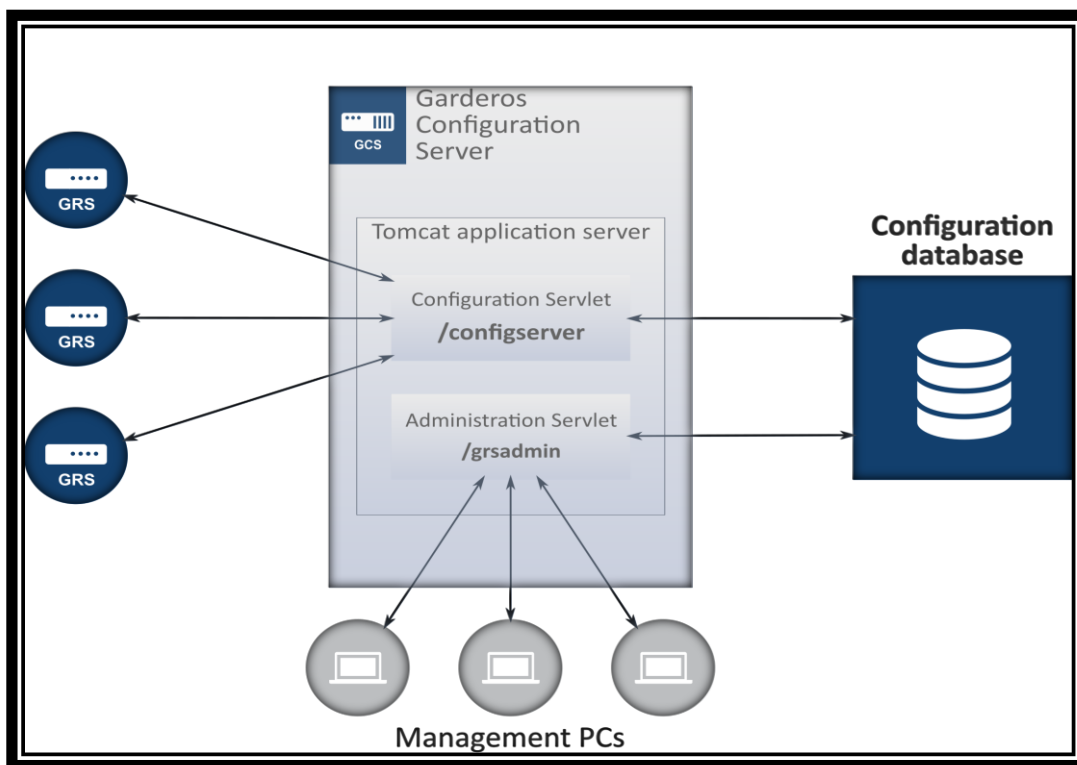 Garderos
Configuration
Server
GCS
GRS
GRS
GRS
Tomcat application server
Configuration Servlet
/configserver
Administration Servlet
/grsadmin
Configuration
database
Management PCs